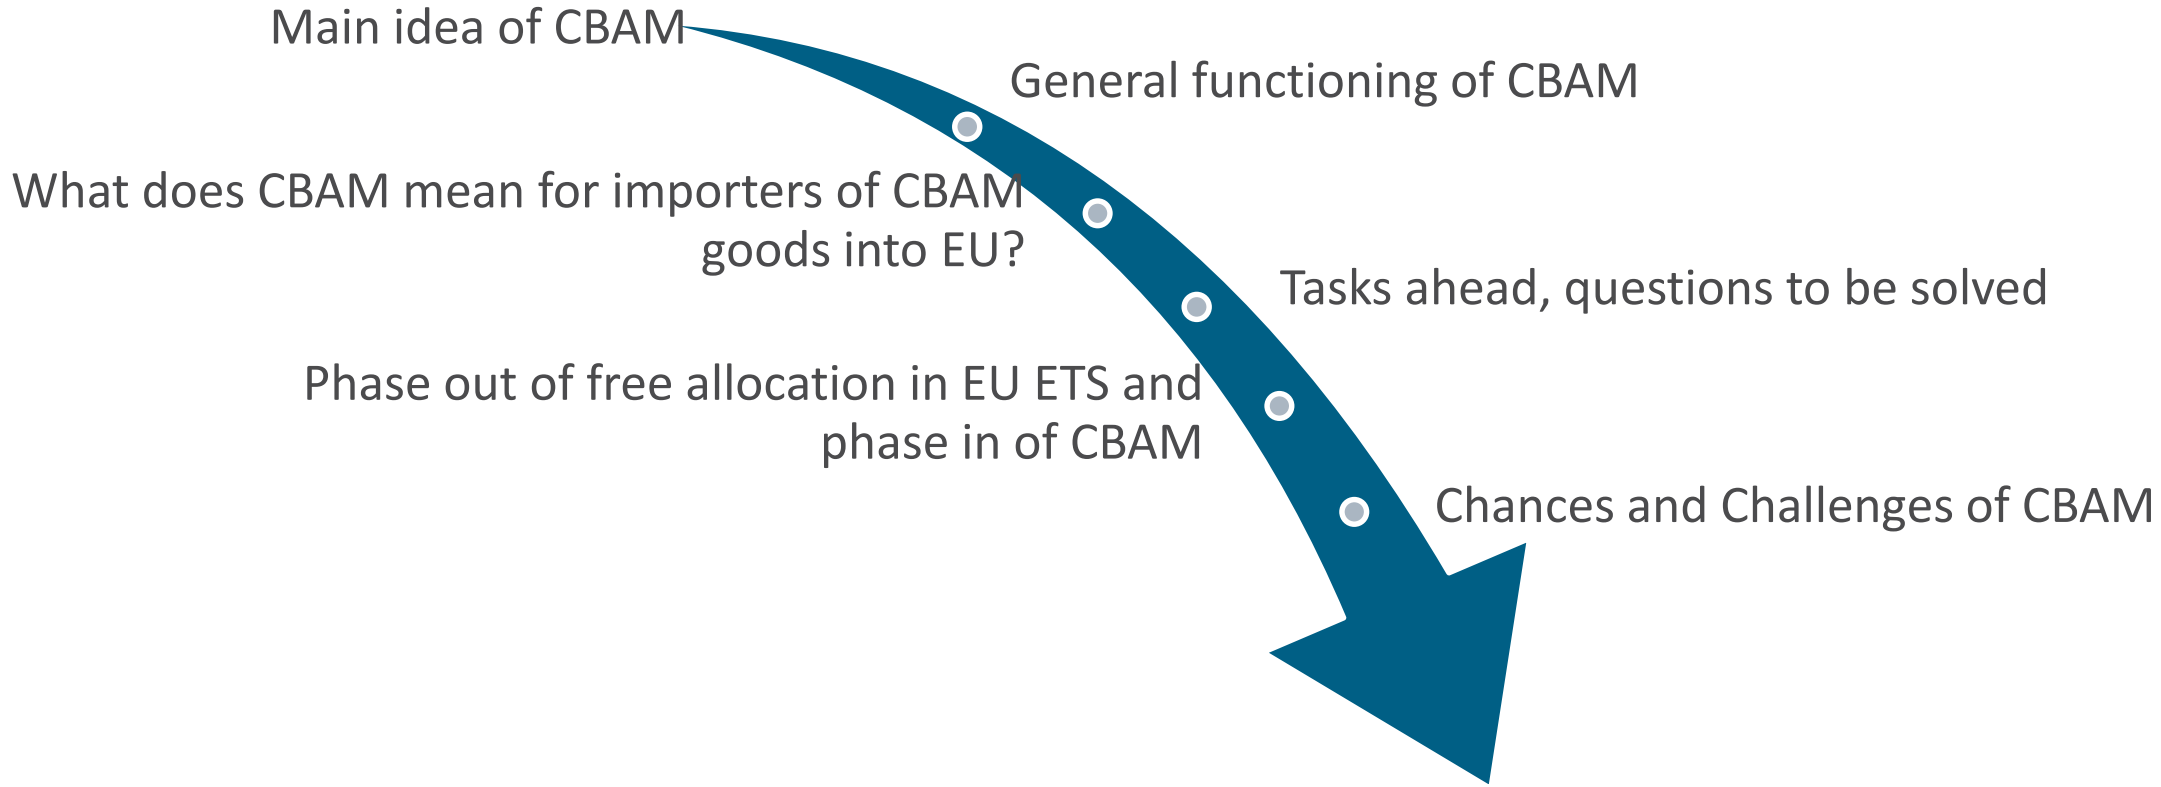 Main idea of CBAM
General functioning of CBAM
What does CBAM mean for importers of CBAM
goods into EU?
Tasks ahead, questions to be solved
Phase out of free allocation in EU ETS and
phase in of CBAM
Chances and Challenges of CBAM